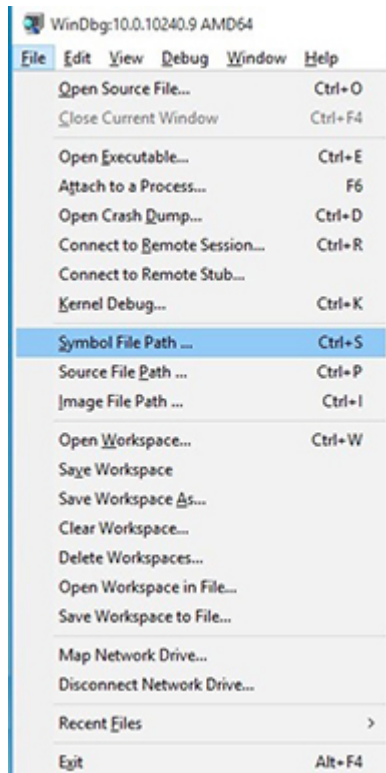 WinDbg:10.0.10240.9 AMD64
File Edit View Debug Window Help
Open Source File... Ctrl+O
Close Current Window Ctrl+F4
Open Executable... Ctrl+E
Attach to a Process... F6
Open Crash Dump... Ctrl+D
Connect to Remote Session... Ctrl+R
Connect to Remote Stub...
Kernel Debug... Ctrl+K
Symbol File Path ... Ctrl+S
Source File Path ... Ctrl+P
Image File Path ... Ctrl+I
Open Workspace... Ctrl+W
Save Workspace
Save Workspace As...
Clear Workspace...
Delete Workspaces...
Open Workspace in File...
Save Workspace to File...
Map Network Drive...
Disconnect Network Drive...
Recent Files >
Exit Alt+F4